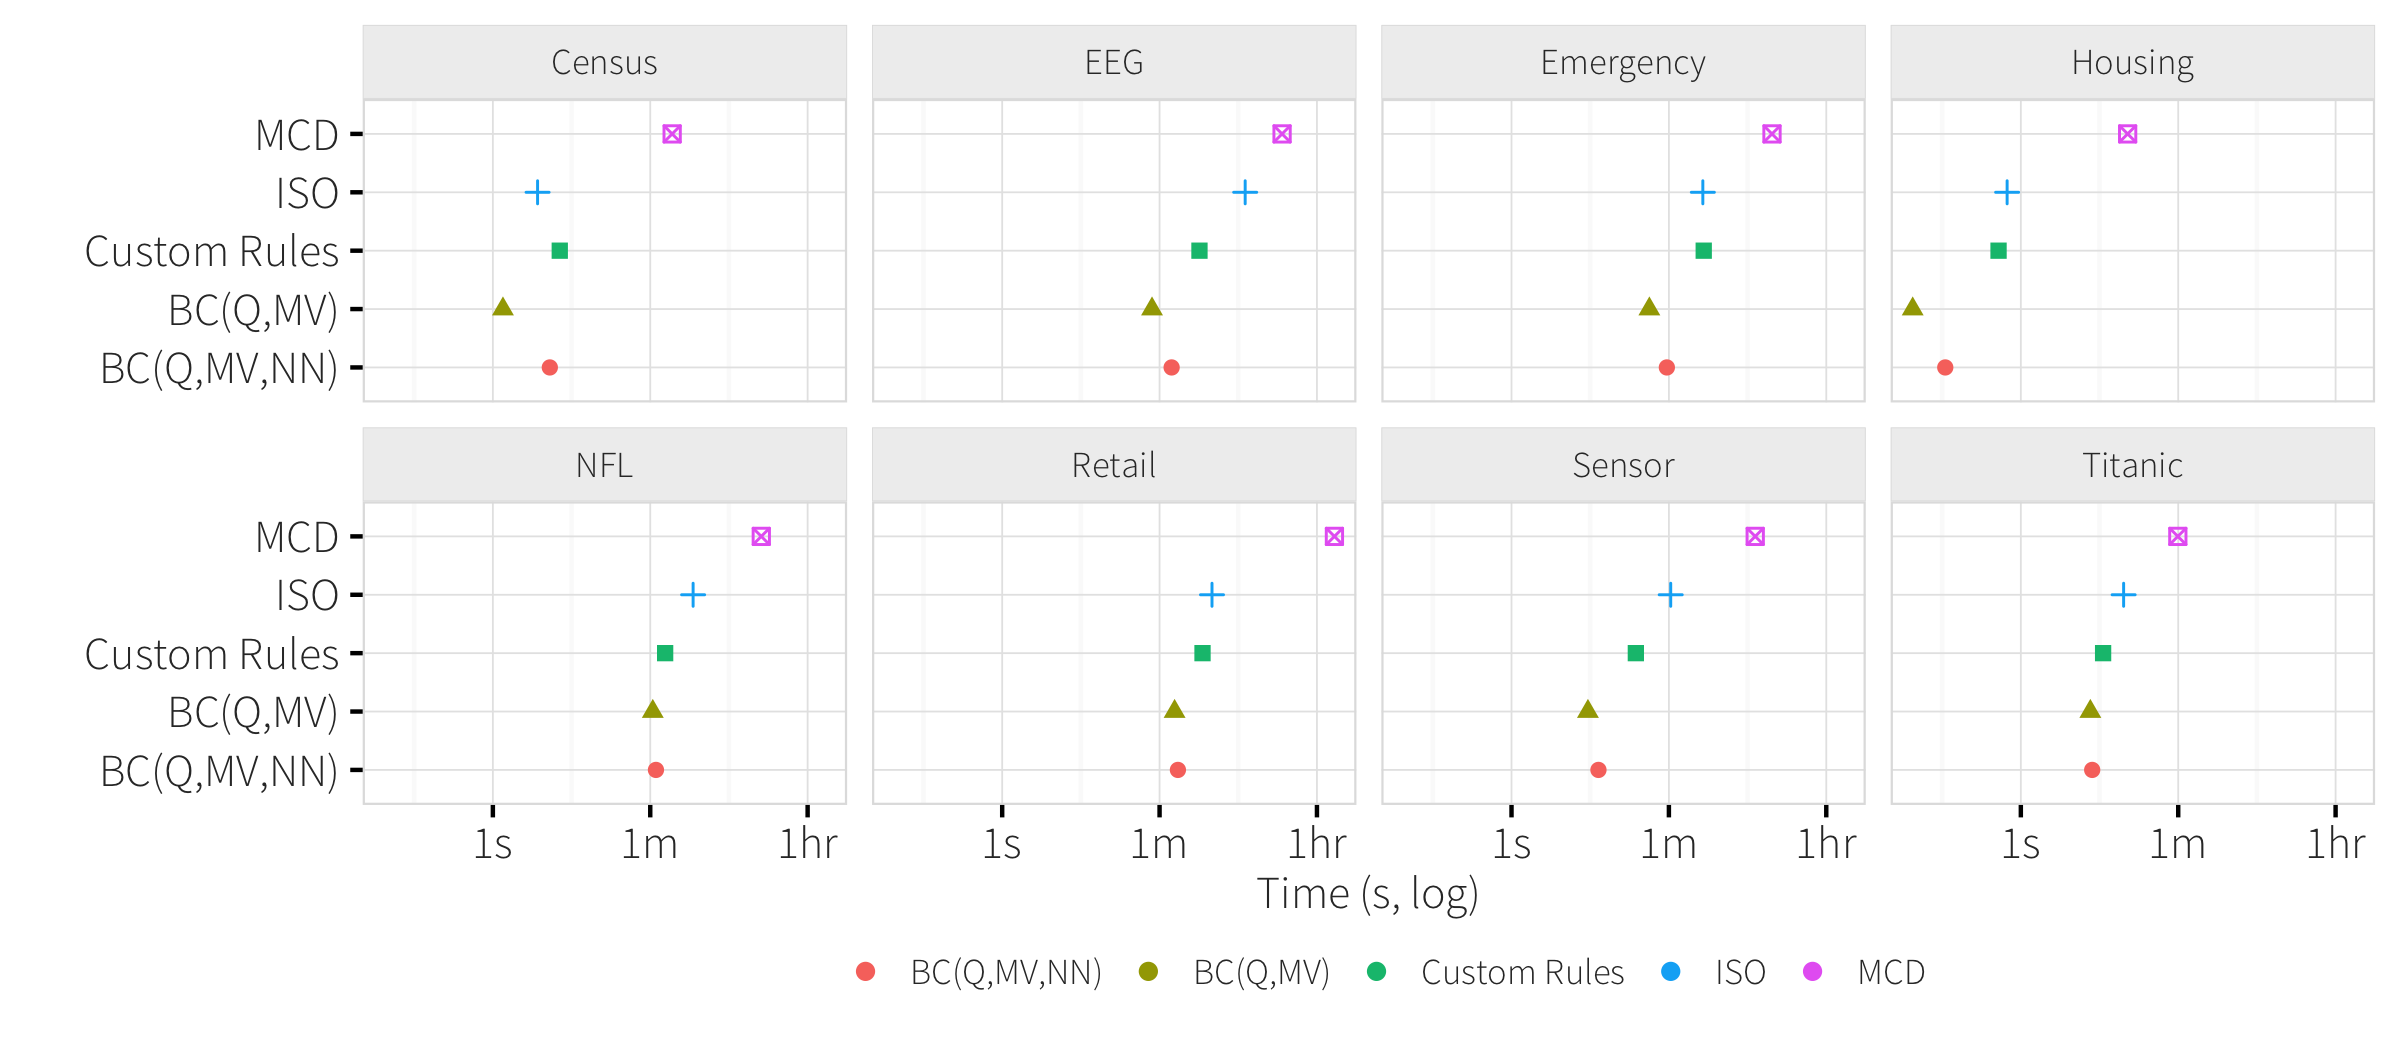 Census EEG Emergency Housing
MCD
ISO
Custom Rules
BC(Q,MV)
BC(Q,MV,NN)
NFL Retail Sensor Titanic
MCD
ISO
Custom Rules
BC(Q,MV)
BC(Q,MV,NN)
1s 1m 1hr 1s 1m 1hr 1s 1m 1hr 1s 1m 1hr
Time (s, log)
BC(Q,MV,NN) BC(Q,MV) Custom Rules ISO MCD